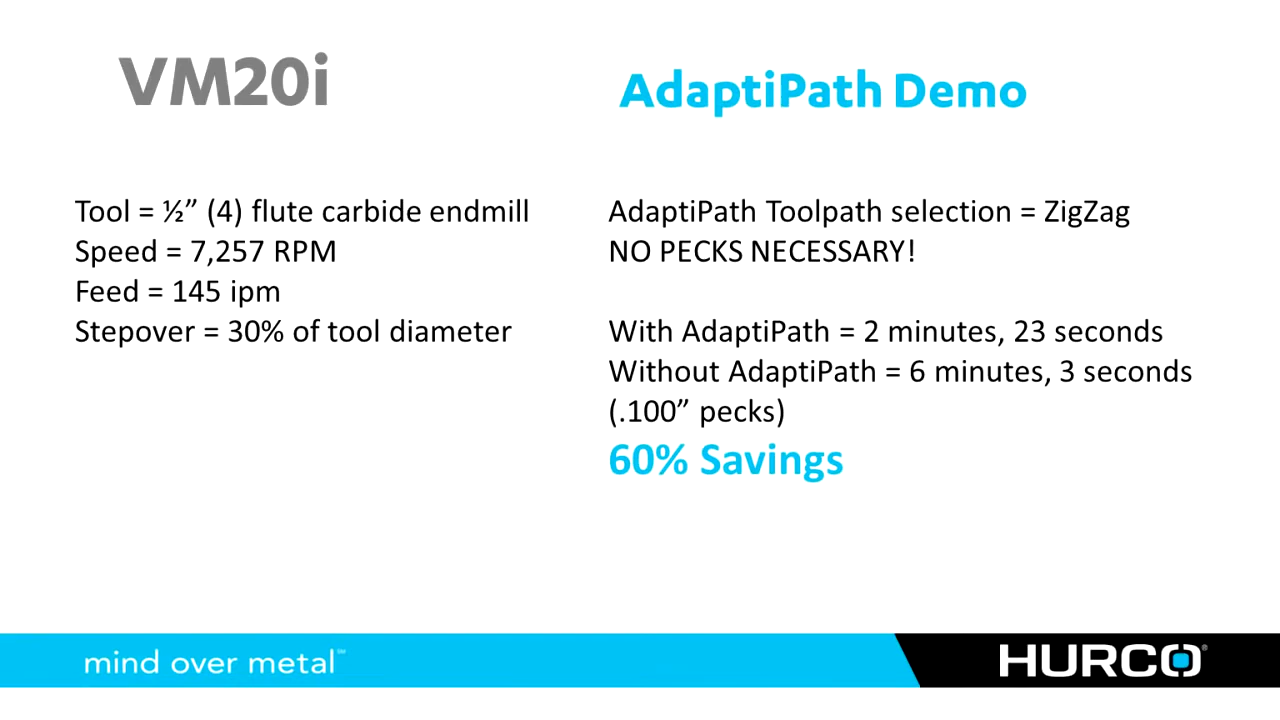 VM20i
AdaptiPath Demo
Tool = ½” (4) flute carbide endmill
Speed = 7,257 RPM
Feed = 145 ipm
Stepover = 30% of tool diameter
AdaptiPath Toolpath selection = ZigZag
NO PECKS NECESSARY!
With AdaptiPath = 2 minutes, 23 seconds
Without AdaptiPath = 6 minutes, 3 seconds
(.100” pecks)
60% Savings
mind over metal℠
HURCO®